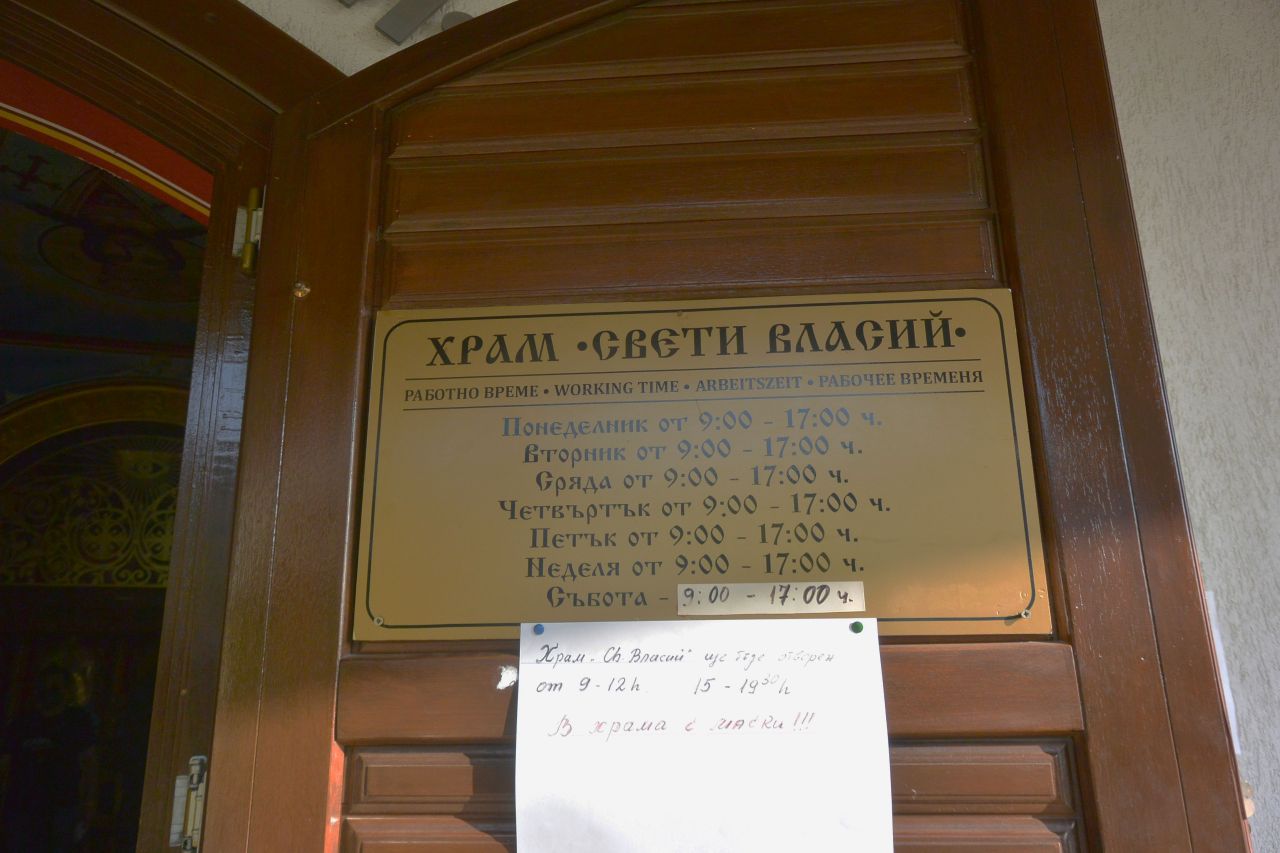 ХРАМ •СВЕТИ ВЛАСИЙ•
РАБОТНО ВРЕМЕ • WORKING TIME • ARBEITSZEIT • РАБОЧЕЕ ВРЕМЕНЯ
Понеделник от 9:00 - 17:00 ч.
Вторник от 9:00 - 17:00 ч.
Сряда от 9:00 - 17:00 ч.
Четвъртък от 9:00 - 17:00 ч.
Петък от 9:00 - 17:00 ч.
Неделя от 9:00 - 17:00 ч.
Събота - 9:00 - 17:00 ч.
Храм „Св. Власий“ ще бъде отворен
от 9-12h 15-19³⁰h
В храма с маски!!!